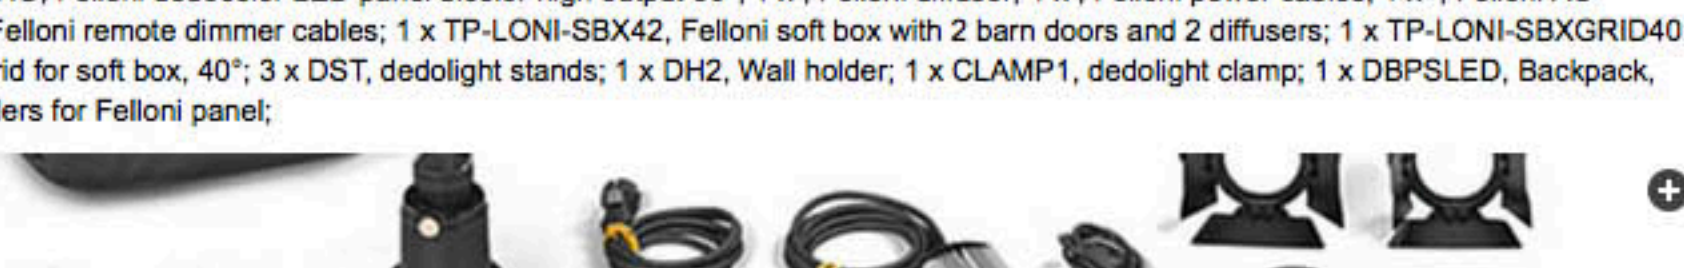 Felloni remote dimmer cables; 1 x TP-LONI-SBX42, Felloni soft box with 2 barn doors and 2 diffusers; 1 x TP-LONI-SBXGRID40
rid for soft box, 40°; 3 x DST, dedolight stands; 1 x DH2, Wall holder; 1 x CLAMP1, dedolight clamp; 1 x DBPSLED, Backpack,
lers for Felloni panel;